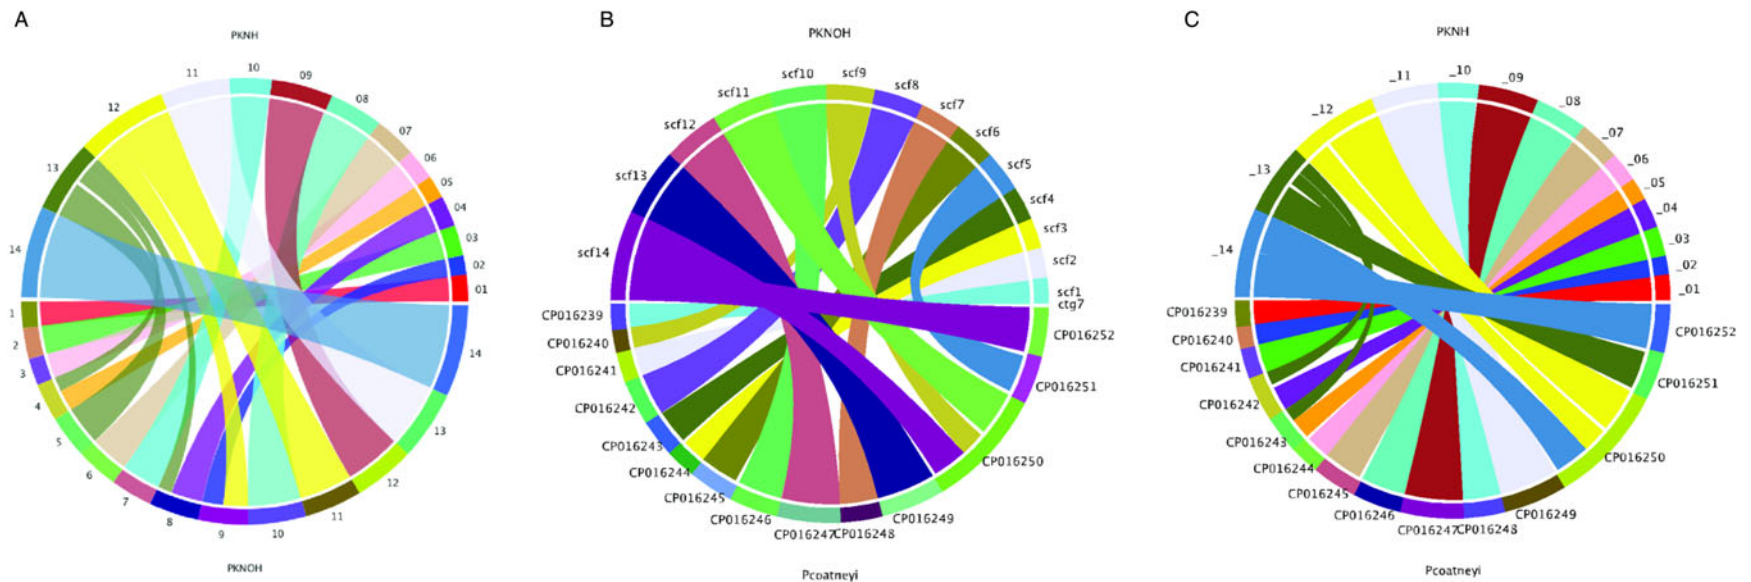 A
PKNH
14
13
12
11
10
09
08
07
06
05
04
03
02
01
1
2
3
4
5
6
7
8
9
10
11
12
13
14
PKNOH
B
PKNOH
scf14
scf13
scf12
scf11
scf10
scf9
scf8
scf7
scf6
scf5
scf4
scf3
scf2
scf1
ctg7
CP016239
CP016240
CP016241
CP016242
CP016243
CP016244
CP016245
CP016246
CP016247
CP016248
CP016249
CP016250
CP016251
CP016252
Pcoatneyi
C
PKNH
_14
_13
_12
_11
_10
_09
_08
_07
_06
_05
_04
_03
_02
_01
CP016239
CP016240
CP016241
CP016242
CP016243
CP016244
CP016245
CP016246
CP016247
CP016248
CP016249
CP016250
CP016251
CP016252
Pcoatneyi